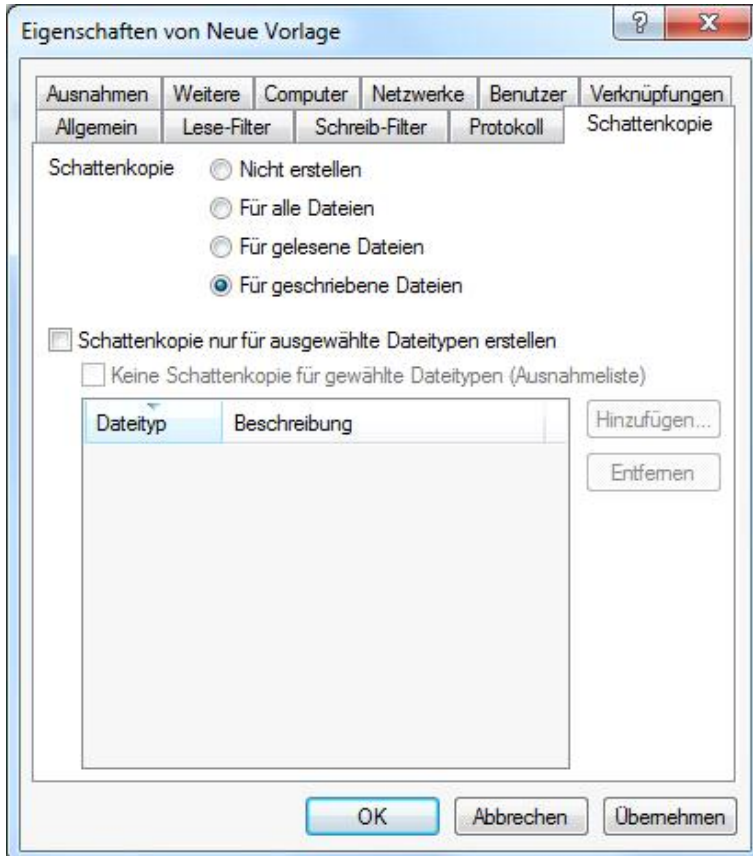 Eigenschaften von Neue Vorlage
Ausnahmen Weitere Computer Netzwerke Benutzer Verknüpfungen
Allgemein Lese-Filter Schreib-Filter Protokoll Schattenkopie
Schattenkopie Nicht erstellen
Für alle Dateien
Für gelesene Dateien
Für geschriebene Dateien
Schattenkopie nur für ausgewählte Dateitypen erstellen
Keine Schattenkopie für gewählte Dateitypen (Ausnahmeliste)
Dateityp Beschreibung Hinzufügen...
Entfernen
OK Abbrechen Übernehmen